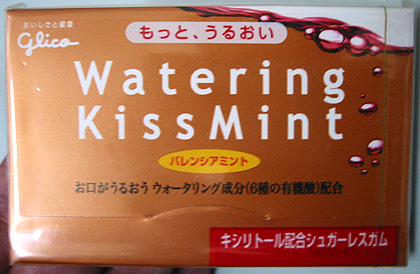 おいしさと健康
Glico
もっと、うるおい
Watering
KissMint
バレンシアミント
お口がうるおう ウォータリング成分(6種の有機酸)配合
キシリトール配合シュガーレスガム